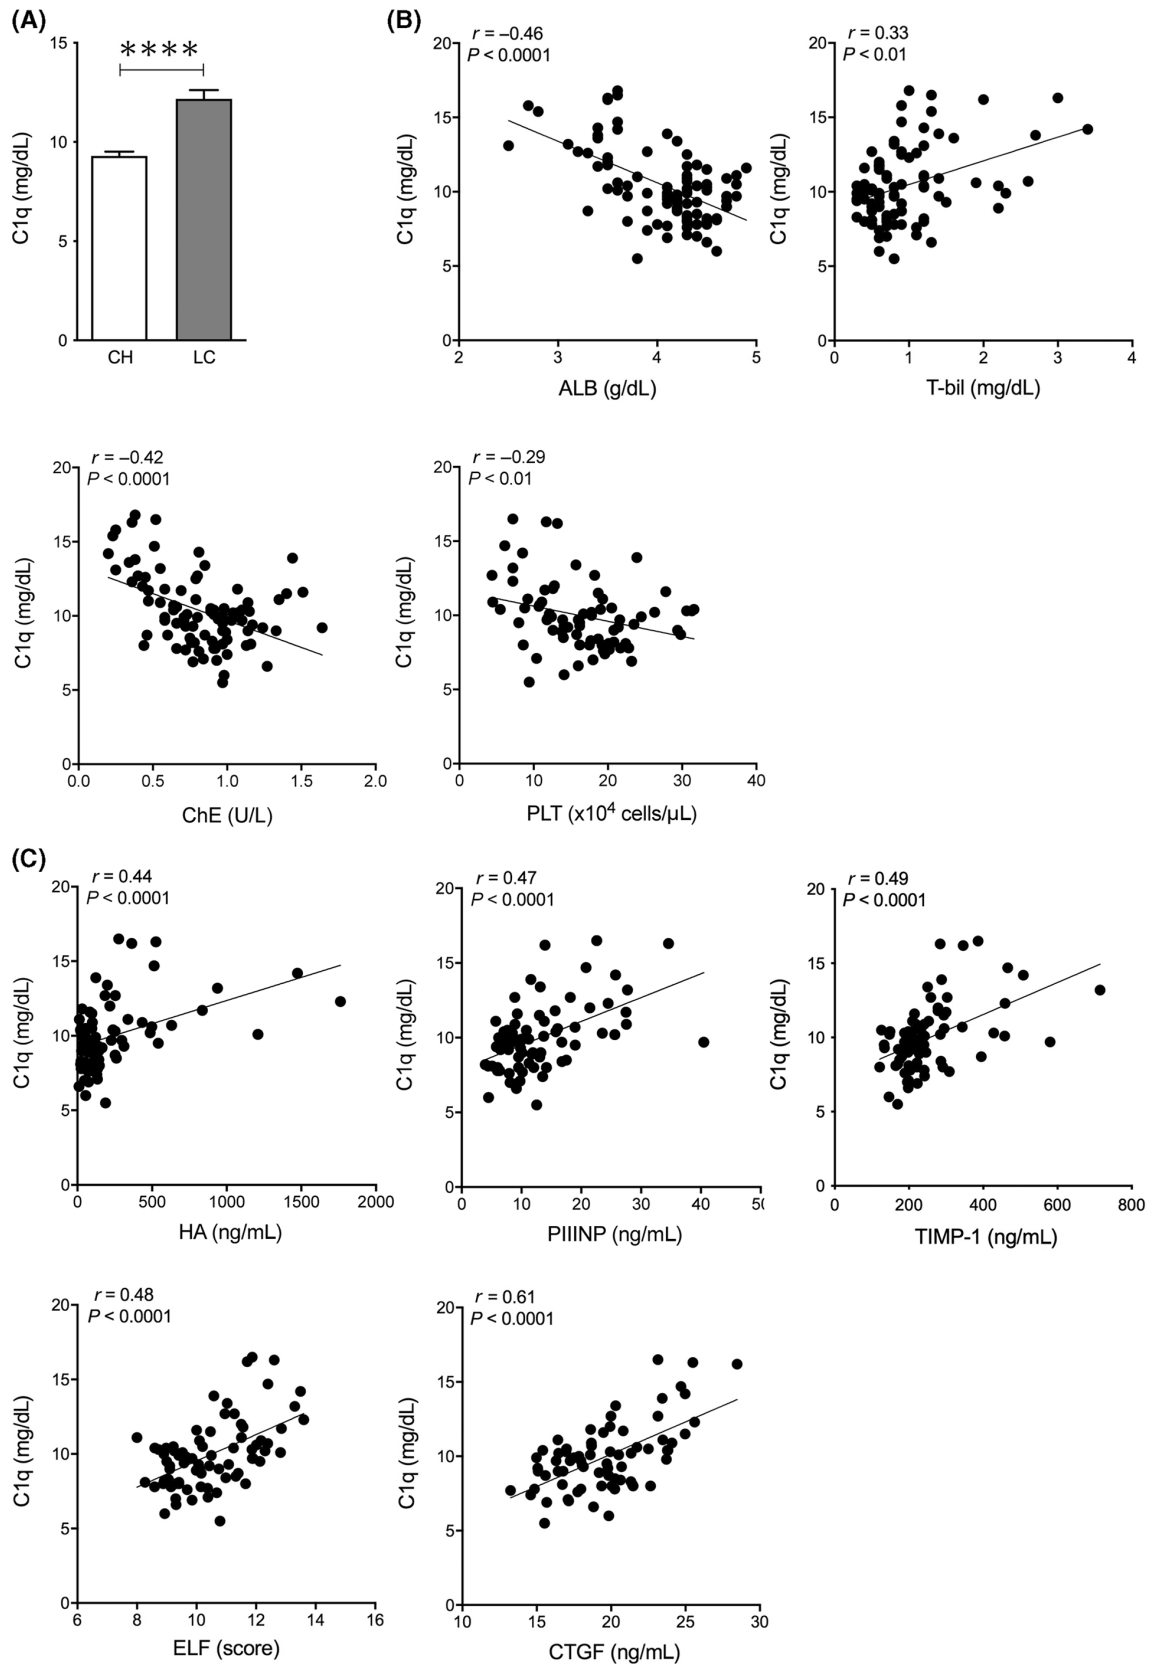 (A)
15
10
5
0
****
C1q (mg/dL)
CH LC
(B)
r = –0.46
P < 0.0001
20
15
10
5
0
C1q (mg/dL)
2 3 4 5
ALB (g/dL)
r = 0.33
P < 0.01
20
15
10
5
0
C1q (mg/dL)
0 1 2 3 4
T-bil (mg/dL)
r = –0.42
P < 0.0001
20
15
10
5
0
C1q (mg/dL)
0.0 0.5 1.0 1.5 2.0
ChE (U/L)
r = –0.29
P < 0.01
20
15
10
5
0
C1q (mg/dL)
0 10 20 30 40
PLT (x10⁴ cells/µL)
(C)
r = 0.44
P < 0.0001
20
15
10
5
0
C1q (mg/dL)
0 500 1000 1500 2000
HA (ng/mL)
r = 0.47
P < 0.0001
20
15
10
5
0
C1q (mg/dL)
0 10 20 30 40
PIIINP (ng/mL)
r = 0.49
P < 0.0001
20
15
10
5
0
C1q (mg/dL)
0 200 400 600 800
TIMP-1 (ng/mL)
r = 0.48
P < 0.0001
20
15
10
5
0
C1q (mg/dL)
6 8 10 12 14 16
ELF (score)
r = 0.61
P < 0.0001
20
15
10
5
0
C1q (mg/dL)
10 15 20 25 30
CTGF (ng/mL)